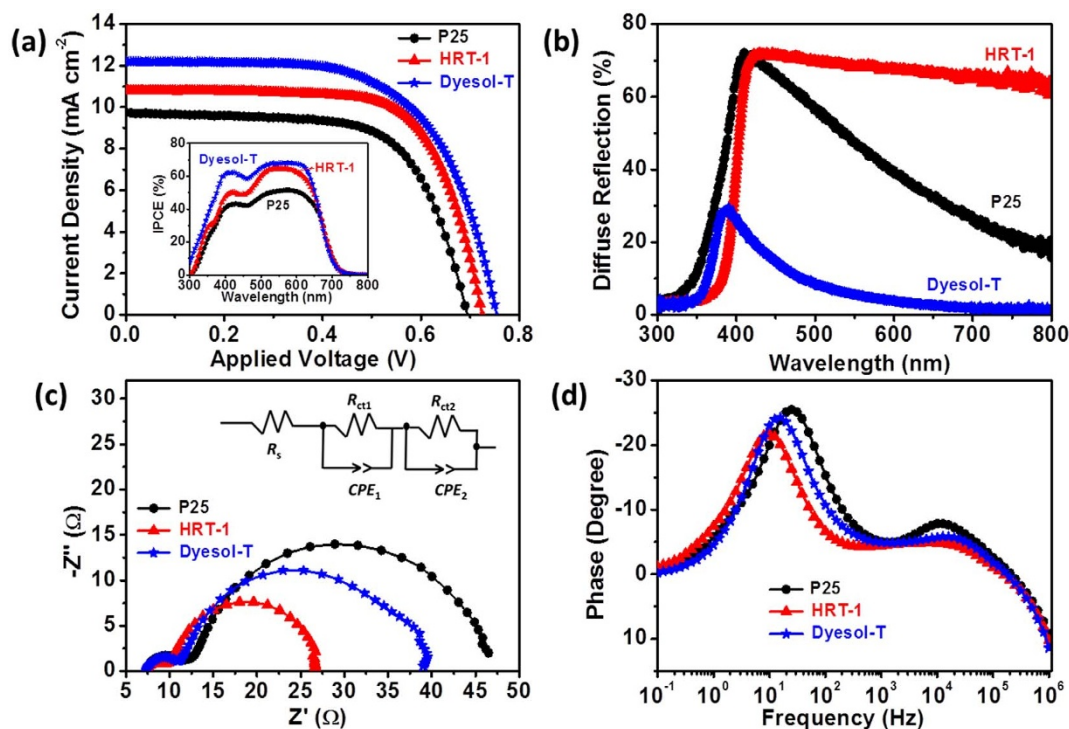 (a)
P25
HRT-1
Dyesol-T
Current Density (mA cm-2)
14
12
10
8
6
4
2
0
0.0 0.2 0.4 0.6 0.8
Applied Voltage (V)
IPCE (%)
80
60
40
20
0
Dyesol-T
HRT-1
P25
300 400 500 600 700 800
Wavelength (nm)
(b)
Diffuse Reflection (%)
80
60
40
20
0
HRT-1
P25
Dyesol-T
300 400 500 600 700 800
Wavelength (nm)
(c)
-Z'' (Ω)
30
25
20
15
10
5
0
Rs
Rct1
Rct2
CPE1
CPE2
P25
HRT-1
Dyesol-T
5 10 15 20 25 30 35 40 45 50
Z' (Ω)
(d)
Phase (Degree)
-30
-20
-10
0
10
P25
HRT-1
Dyesol-T
10-1 100 101 102 103 104 105 106
Frequency (Hz)